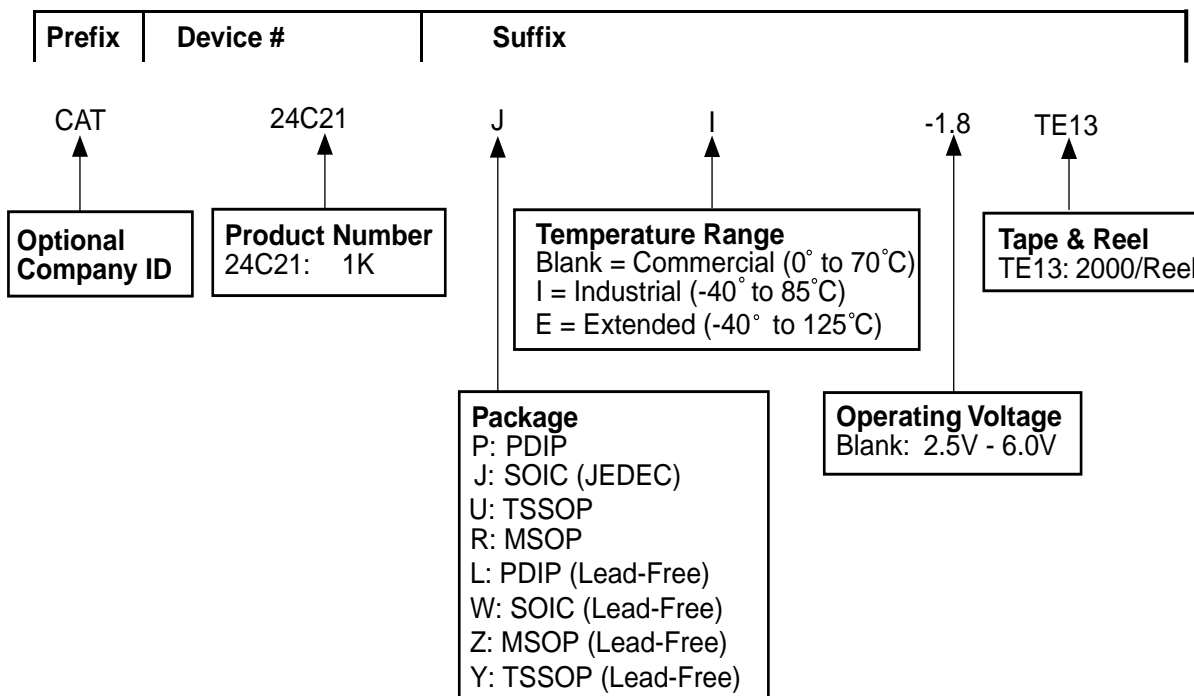 Prefix Device # Suffix
CAT 24C21 J I -1.8 TE13
Optional
Company ID
Product Number
24C21: 1K
Temperature Range
Blank = Commercial (0˚ to 70˚C)
I = Industrial (-40˚ to 85˚C)
E = Extended (-40˚ to 125˚C)
Tape & Reel
TE13: 2000/Reel
Package
P: PDIP
J: SOIC (JEDEC)
U: TSSOP
R: MSOP
L: PDIP (Lead-Free)
W: SOIC (Lead-Free)
Z: MSOP (Lead-Free)
Y: TSSOP (Lead-Free)
Operating Voltage
Blank: 2.5V - 6.0V